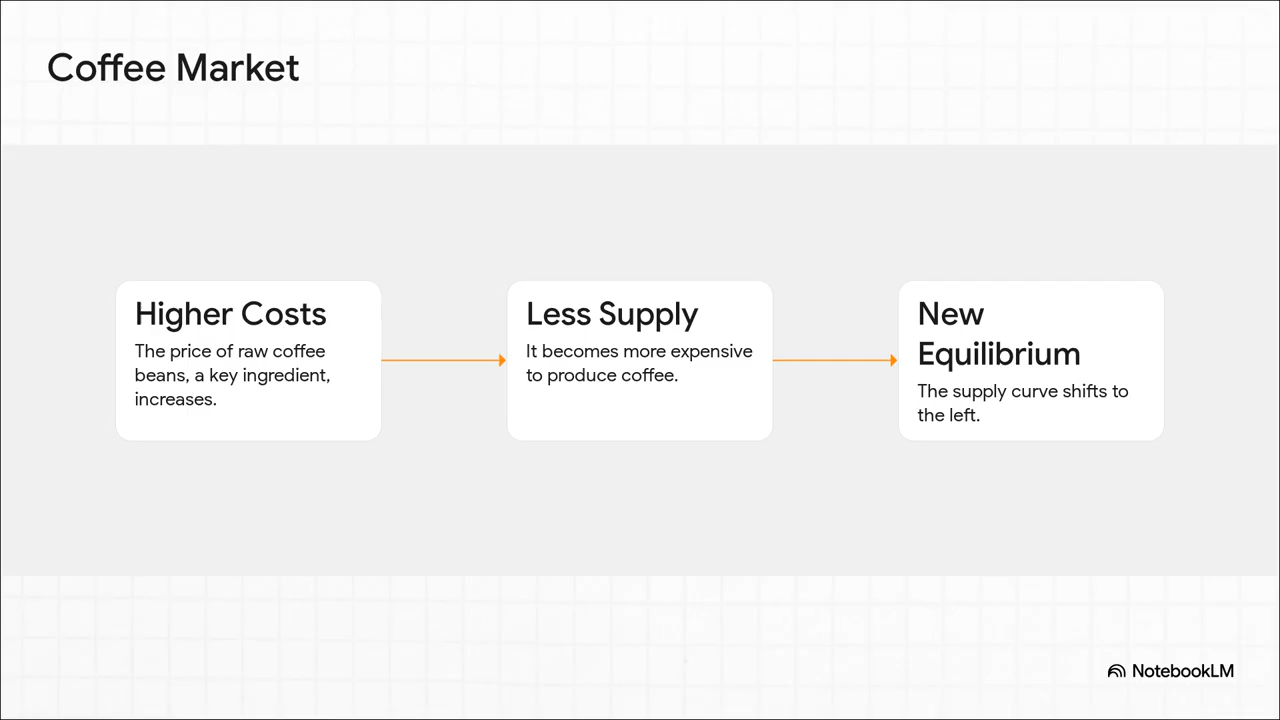 Coffee Market
Higher Costs
The price of raw coffee
beans, a key ingredient,
increases.
Less Supply
It becomes more expensive
to produce coffee.
New
Equilibrium
The supply curve shifts to
the left.
NotebookLM